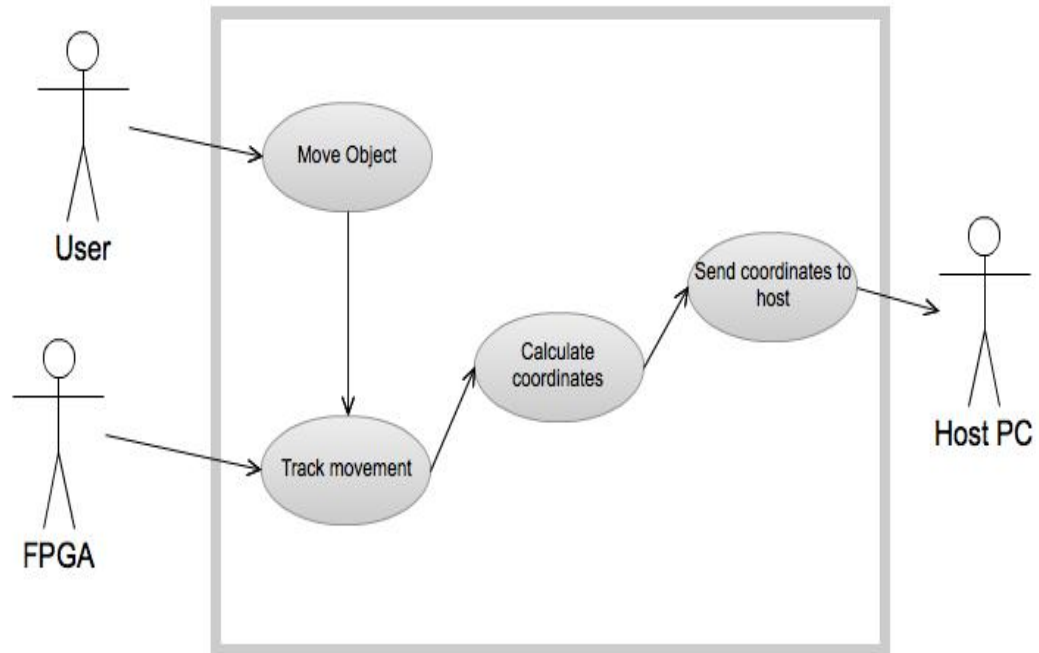 User
Move Object
Send coordinates to
host
Calculate
coordinates
Host PC
Track movement
FPGA